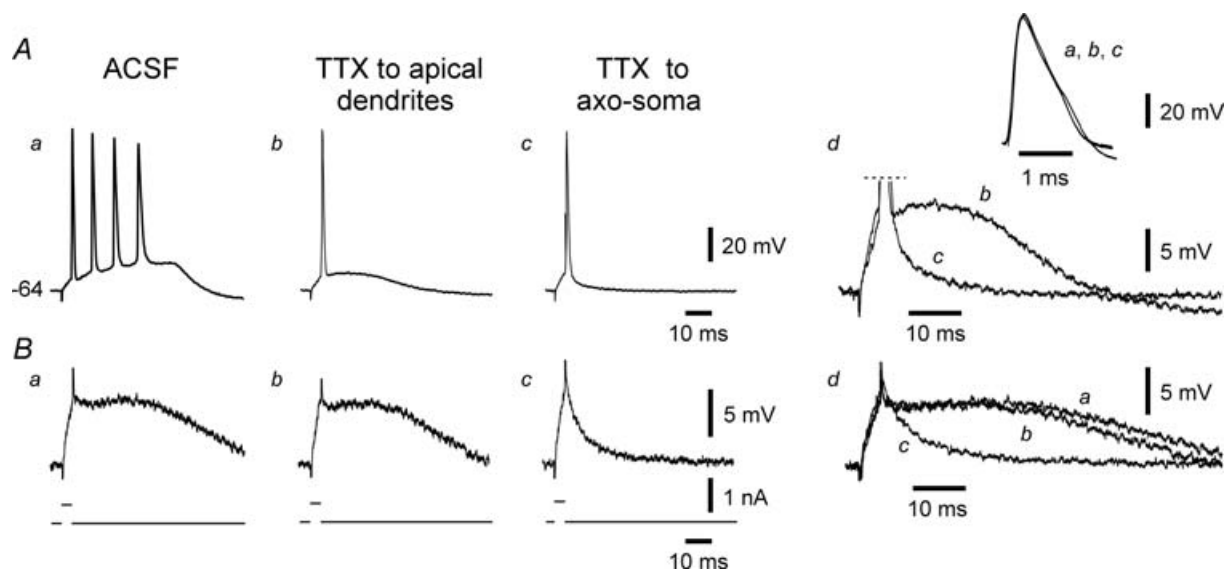 A
ACSF
TTX to apical
dendrites
TTX to
axo-soma
a, b, c
20 mV
1 ms
a
b
c
d
b
c
20 mV
5 mV
-64
10 ms
10 ms
B
a
b
c
d
5 mV
a
b
c
5 mV
1 nA
10 ms
10 ms